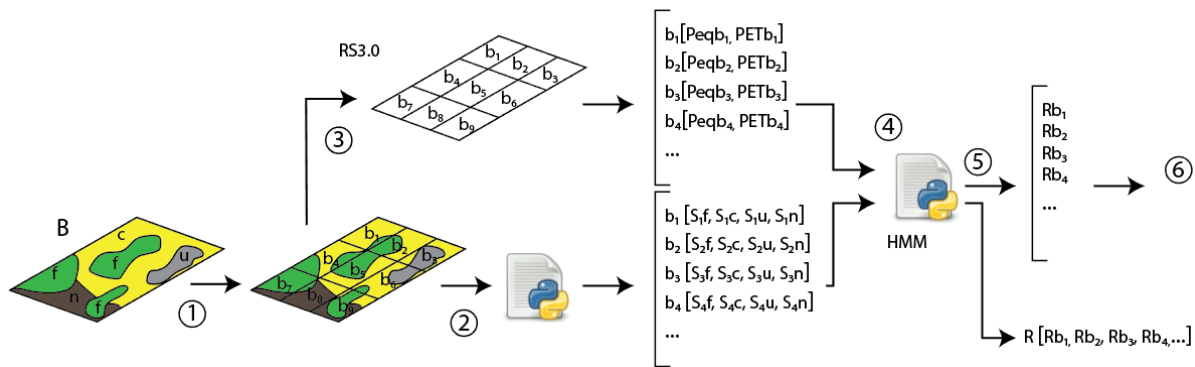 RS3.0
b₁
b₂
b₃
b₄
b₅
b₆
b₇
b₈
b₉
③
b₁[Peqb₁, PETb₁]
b₂[Peqb₂, PETb₂]
b₃[Peqb₃, PETb₃]
b₄[Peqb₄, PETb₄]
...
④
⑤
HMM
Rb₁
Rb₂
Rb₃
Rb₄
...
⑥
B
c
f
f
u
n
f
①
b₁
b₂
b₃
b₄
b₅
b₆
b₇
b₈
b₉
②
b₁ [S₁f, S₁c, S₁u, S₁n]
b₂ [S₂f, S₂c, S₂u, S₂n]
b₃ [S₃f, S₃c, S₃u, S₃n]
b₄ [S₄f, S₄c, S₄u, S₄n]
...
R [Rb₁, Rb₂, Rb₃, Rb₄,...]